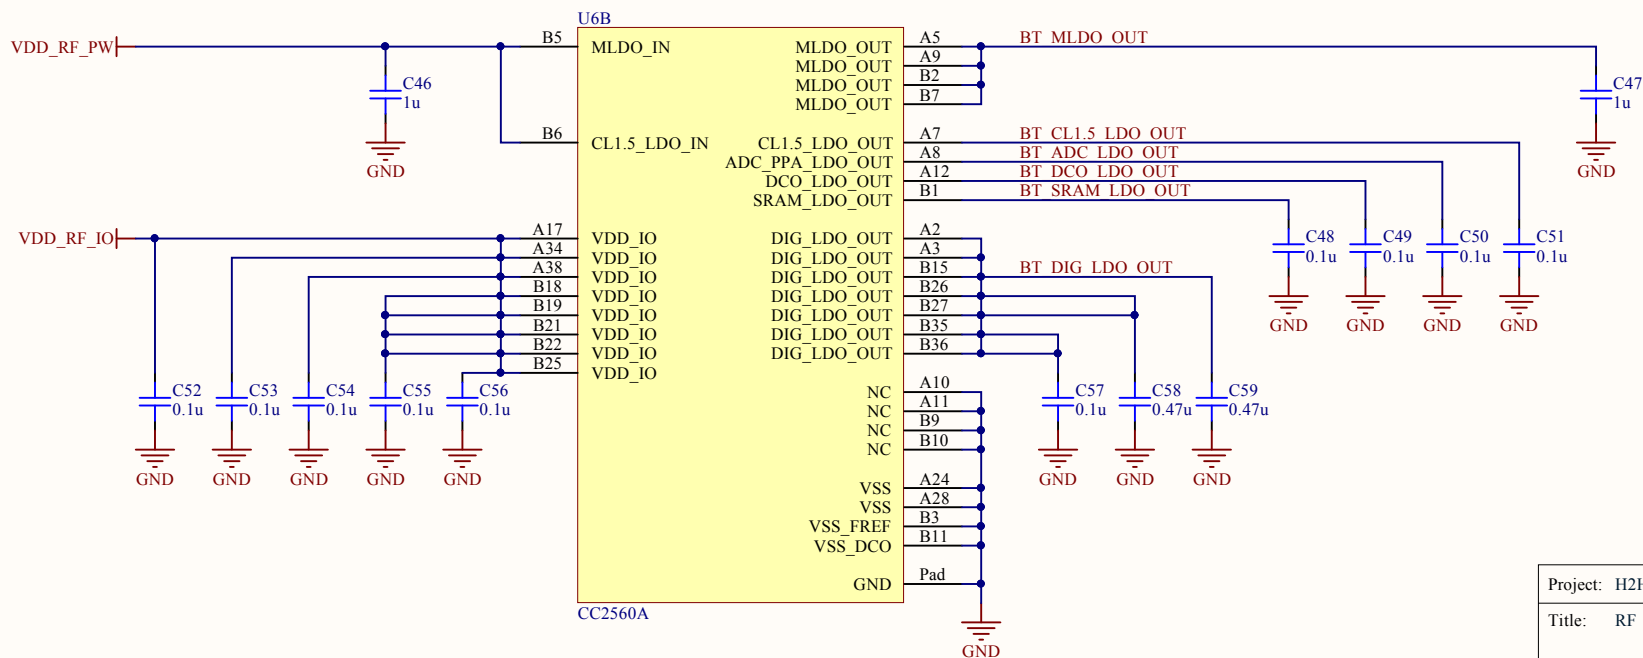 U6B
VDD_RF_PW
B5
MLDO_IN
MLDO_OUT
A5
BT_MLDO_OUT
MLDO_OUT
A9
MLDO_OUT
B2
MLDO_OUT
B7
C46
1u
GND
C47
1u
GND
B6
CL1.5_LDO_IN
CL1.5_LDO_OUT
A7
BT_CL1.5_LDO_OUT
ADC_PPA_LDO_OUT
A8
BT_ADC_LDO_OUT
DCO_LDO_OUT
A12
BT_DCO_LDO_OUT
SRAM_LDO_OUT
B1
BT_SRAM_LDO_OUT
C48
0.1u
GND
C49
0.1u
GND
C50
0.1u
GND
C51
0.1u
GND
VDD_RF_IO
A17
VDD_IO
A34
VDD_IO
A38
VDD_IO
B18
VDD_IO
B19
VDD_IO
B21
VDD_IO
B22
VDD_IO
B25
VDD_IO
DIG_LDO_OUT
A2
DIG_LDO_OUT
A3
DIG_LDO_OUT
B15
BT_DIG_LDO_OUT
DIG_LDO_OUT
B26
DIG_LDO_OUT
B27
DIG_LDO_OUT
B35
DIG_LDO_OUT
B36
C52
0.1u
GND
C53
0.1u
GND
C54
0.1u
GND
C55
0.1u
GND
C56
0.1u
GND
C57
0.1u
GND
C58
0.47u
GND
C59
0.47u
GND
NC
A10
NC
A11
NC
B9
NC
B10
VSS
A24
VSS
A28
VSS_FREF
B3
VSS_DCO
B11
GND
Pad
GND
CC2560A
Project:
Title: RF